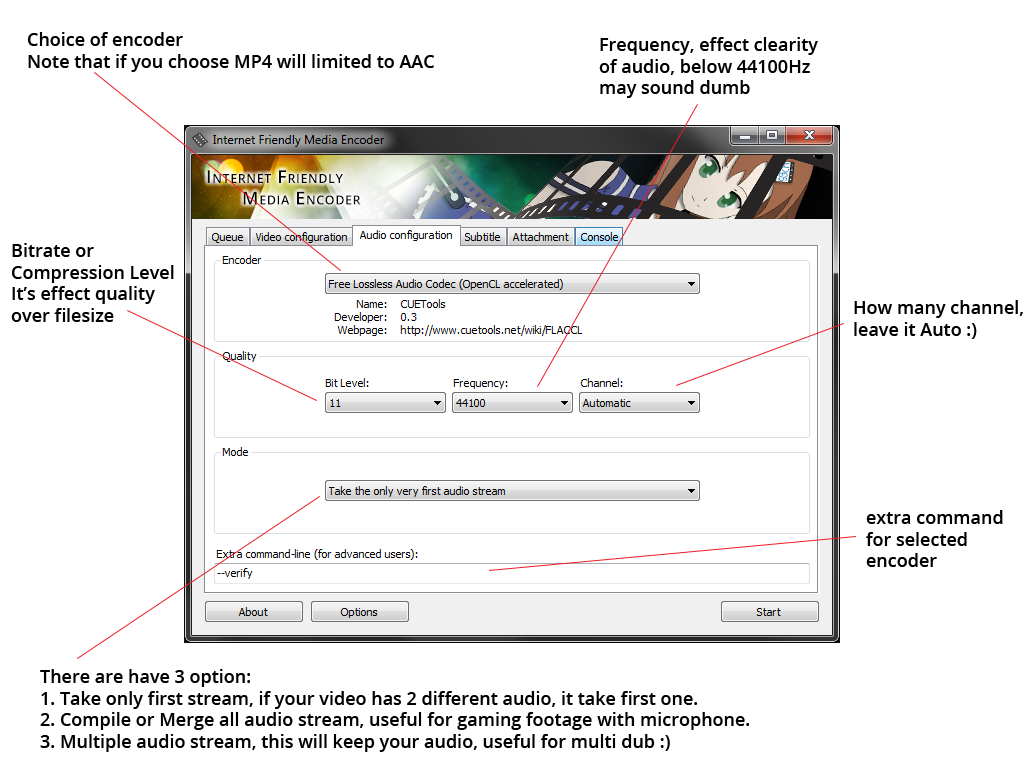 Choice of encoder
Note that if you choose MP4 will limited to AAC
Frequency, effect clearity
of audio, below 44100Hz
may sound dumb
Internet Friendly Media Encoder
INTERNET FRIENDLY
MEDIA ENCODER
Queue Video configuration Audio configuration Subtitle Attachment Console
Bitrate or
Compression Level
It's effect quality
over filesize
Encoder
Free Lossless Audio Codec (OpenCL accelerated)
Name: CUETools
Developer: 0.3
Webpage: http://www.cuetools.net/wiki/FLACCL
How many channel,
leave it Auto :)
Quality
Bit Level: Frequency: Channel:
11 44100 Automatic
Mode
Take the only very first audio stream
extra command
for selected
encoder
Extra command-line (for advanced users):
--verify
About Options Start
There are have 3 option:
1. Take only first stream, if your video has 2 different audio, it take first one.
2. Compile or Merge all audio stream, useful for gaming footage with microphone.
3. Multiple audio stream, this will keep your audio, useful for multi dub :)